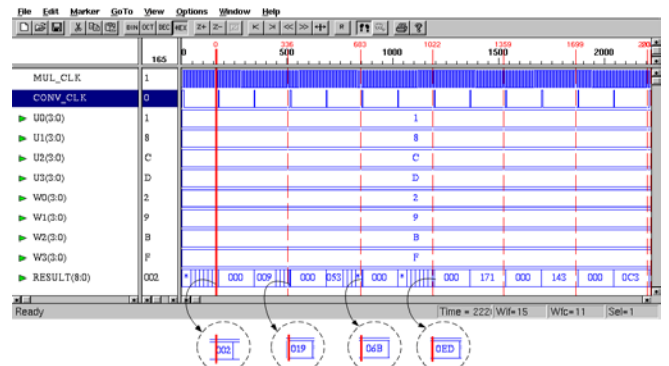 File Edit Marker GoTo View Options Window Help
BIN OCT DEC HEX Z+ Z-
165 0 500 1000 1500 2000
0 336 683 1022 1359 1699
MUL_CLK 1
CONV_CLK 0
U0(3:0) 1 1
U1(3:0) 8 8
U2(3:0) C C
U3(3:0) D D
W0(3:0) 2 2
W1(3:0) 9 9
W2(3:0) B B
W3(3:0) F F
RESULT(8:0) 002 * 000 009 000 053 * 000 * 000 171 000 143 000 0C3
Ready Time = 222 Wif=15 Wfc=11 Sel=1
002 019 06B 0ED